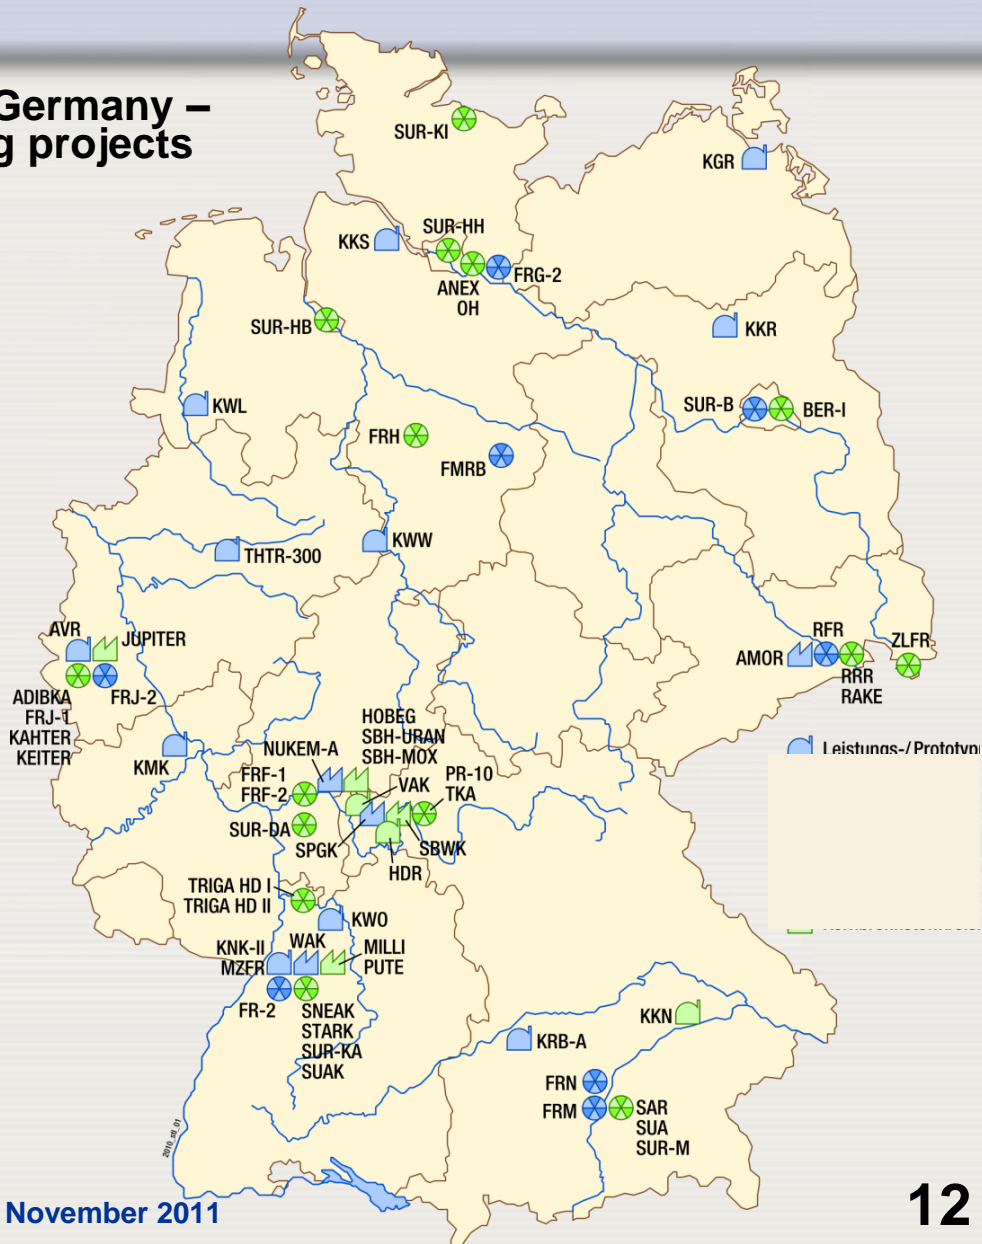 Germany –
g projects
SUR-KI
KGR
SUR-HH
KKS
FRG-2
ANEX
OH
SUR-HB
KKR
KWL
SUR-B
BER-I
FRH
FMRB
KWW
THTR-300
AVR
JUPITER
RFR
ZLFR
AMOR
RRR
RAKE
ADIBKA
FRJ-1
KAHTER
KEITER
FRJ-2
KMK
HOBEG
SBH-URAN
SBH-MOX
NUKEM-A
FRF-1
FRF-2
VAK
PR-10
TKA
SUR-DA
SPGK
SBWK
HDR
Leistungs-/Prototyp
TRIGA HD I
TRIGA HD II
KWO
KNK-II
MZFR
WAK
MILLI
PUTE
FR-2
SNEAK
STARK
SUR-KA
SUAK
KKN
KRB-A
FRN
FRM
SAR
SUA
SUR-M
2010_stl_01
November 2011
12